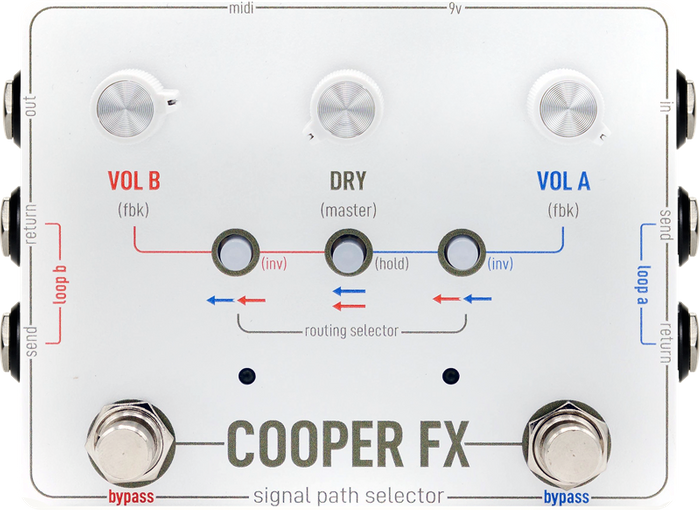 midi
9v
out
in
VOL B
DRY
VOL A
(fbk)
(master)
(fbk)
return
send
(inv)
(hold)
(inv)
loop b
loop a
routing selector
send
return
COOPER FX
bypass
signal path selector
bypass